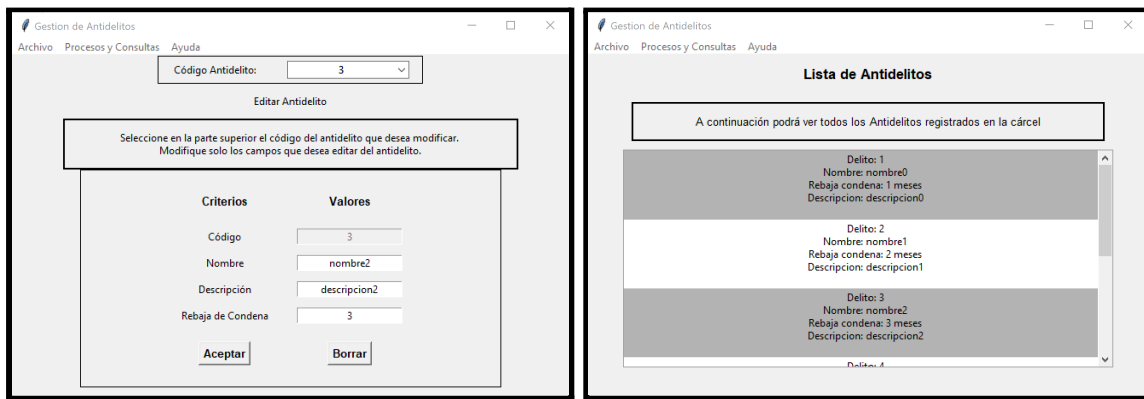 Gestion de Antidelitos
Archivo Procesos y Consultas Ayuda
Código Antidelito: 3
Editar Antidelito
Seleccione en la parte superior el código del antidelito que desea modificar.
Modifique solo los campos que desea editar del antidelito.
Criterios Valores
Código 3
Nombre nombre2
Descripción descripcion2
Rebaja de Condena 3
Aceptar Borrar
Gestion de Antidelitos
Archivo Procesos y Consultas Ayuda
Lista de Antidelitos
A continuación podrá ver todos los Antidelitos registrados en la cárcel
Delito: 1
Nombre: nombre0
Rebaja condena: 1 meses
Descripcion: descripcion0
Delito: 2
Nombre: nombre1
Rebaja condena: 2 meses
Descripcion: descripcion1
Delito: 3
Nombre: nombre2
Rebaja condena: 3 meses
Descripcion: descripcion2
Delito: 4